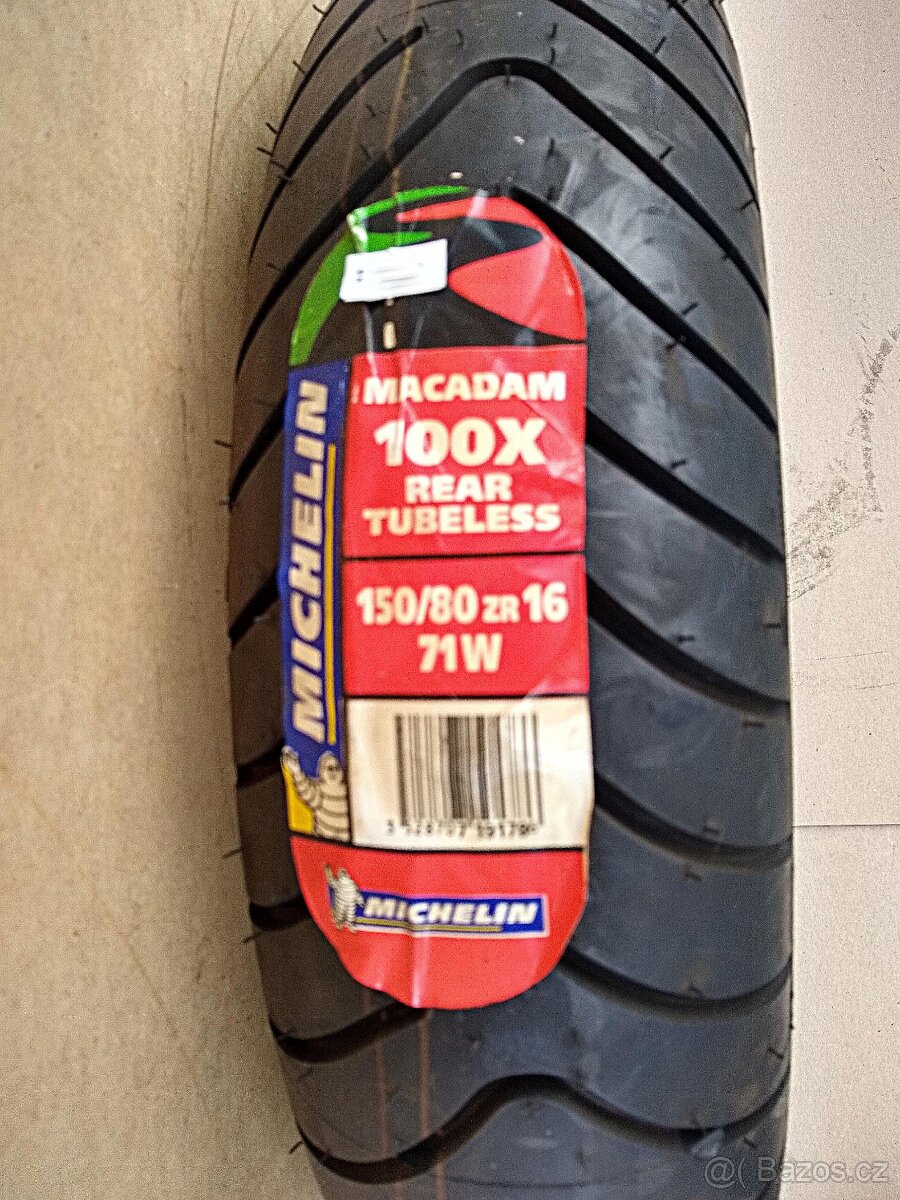 MACADAM
100X
REAR
TUBELESS
MICHELIN
150/80 ZR 16
71W
MICHELIN
@( Bazos.cz